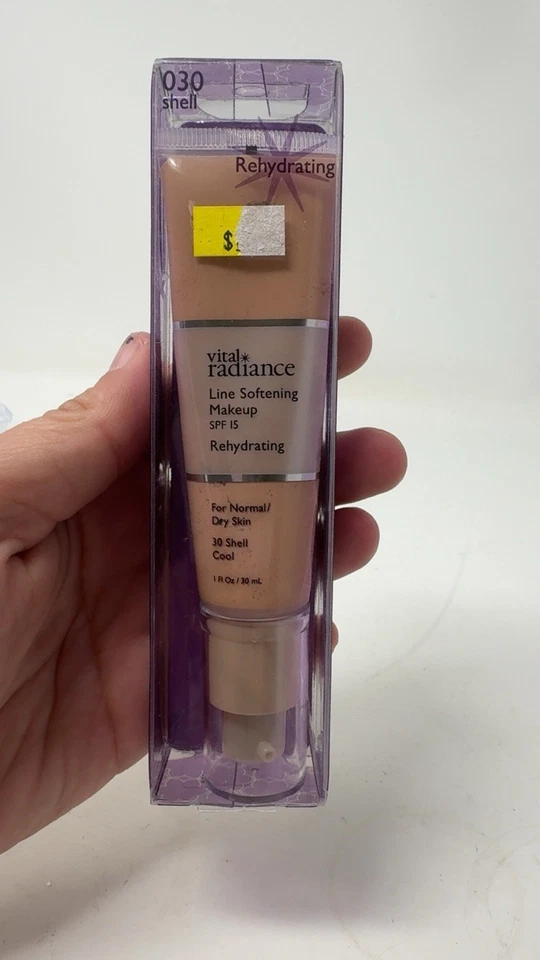 030
shell
Rehydrating
$
vital
radiance
Line Softening
Makeup
SPF 15
Rehydrating
For Normal/
Dry Skin
30 Shell
Cool
1 Fl Oz / 30 mL